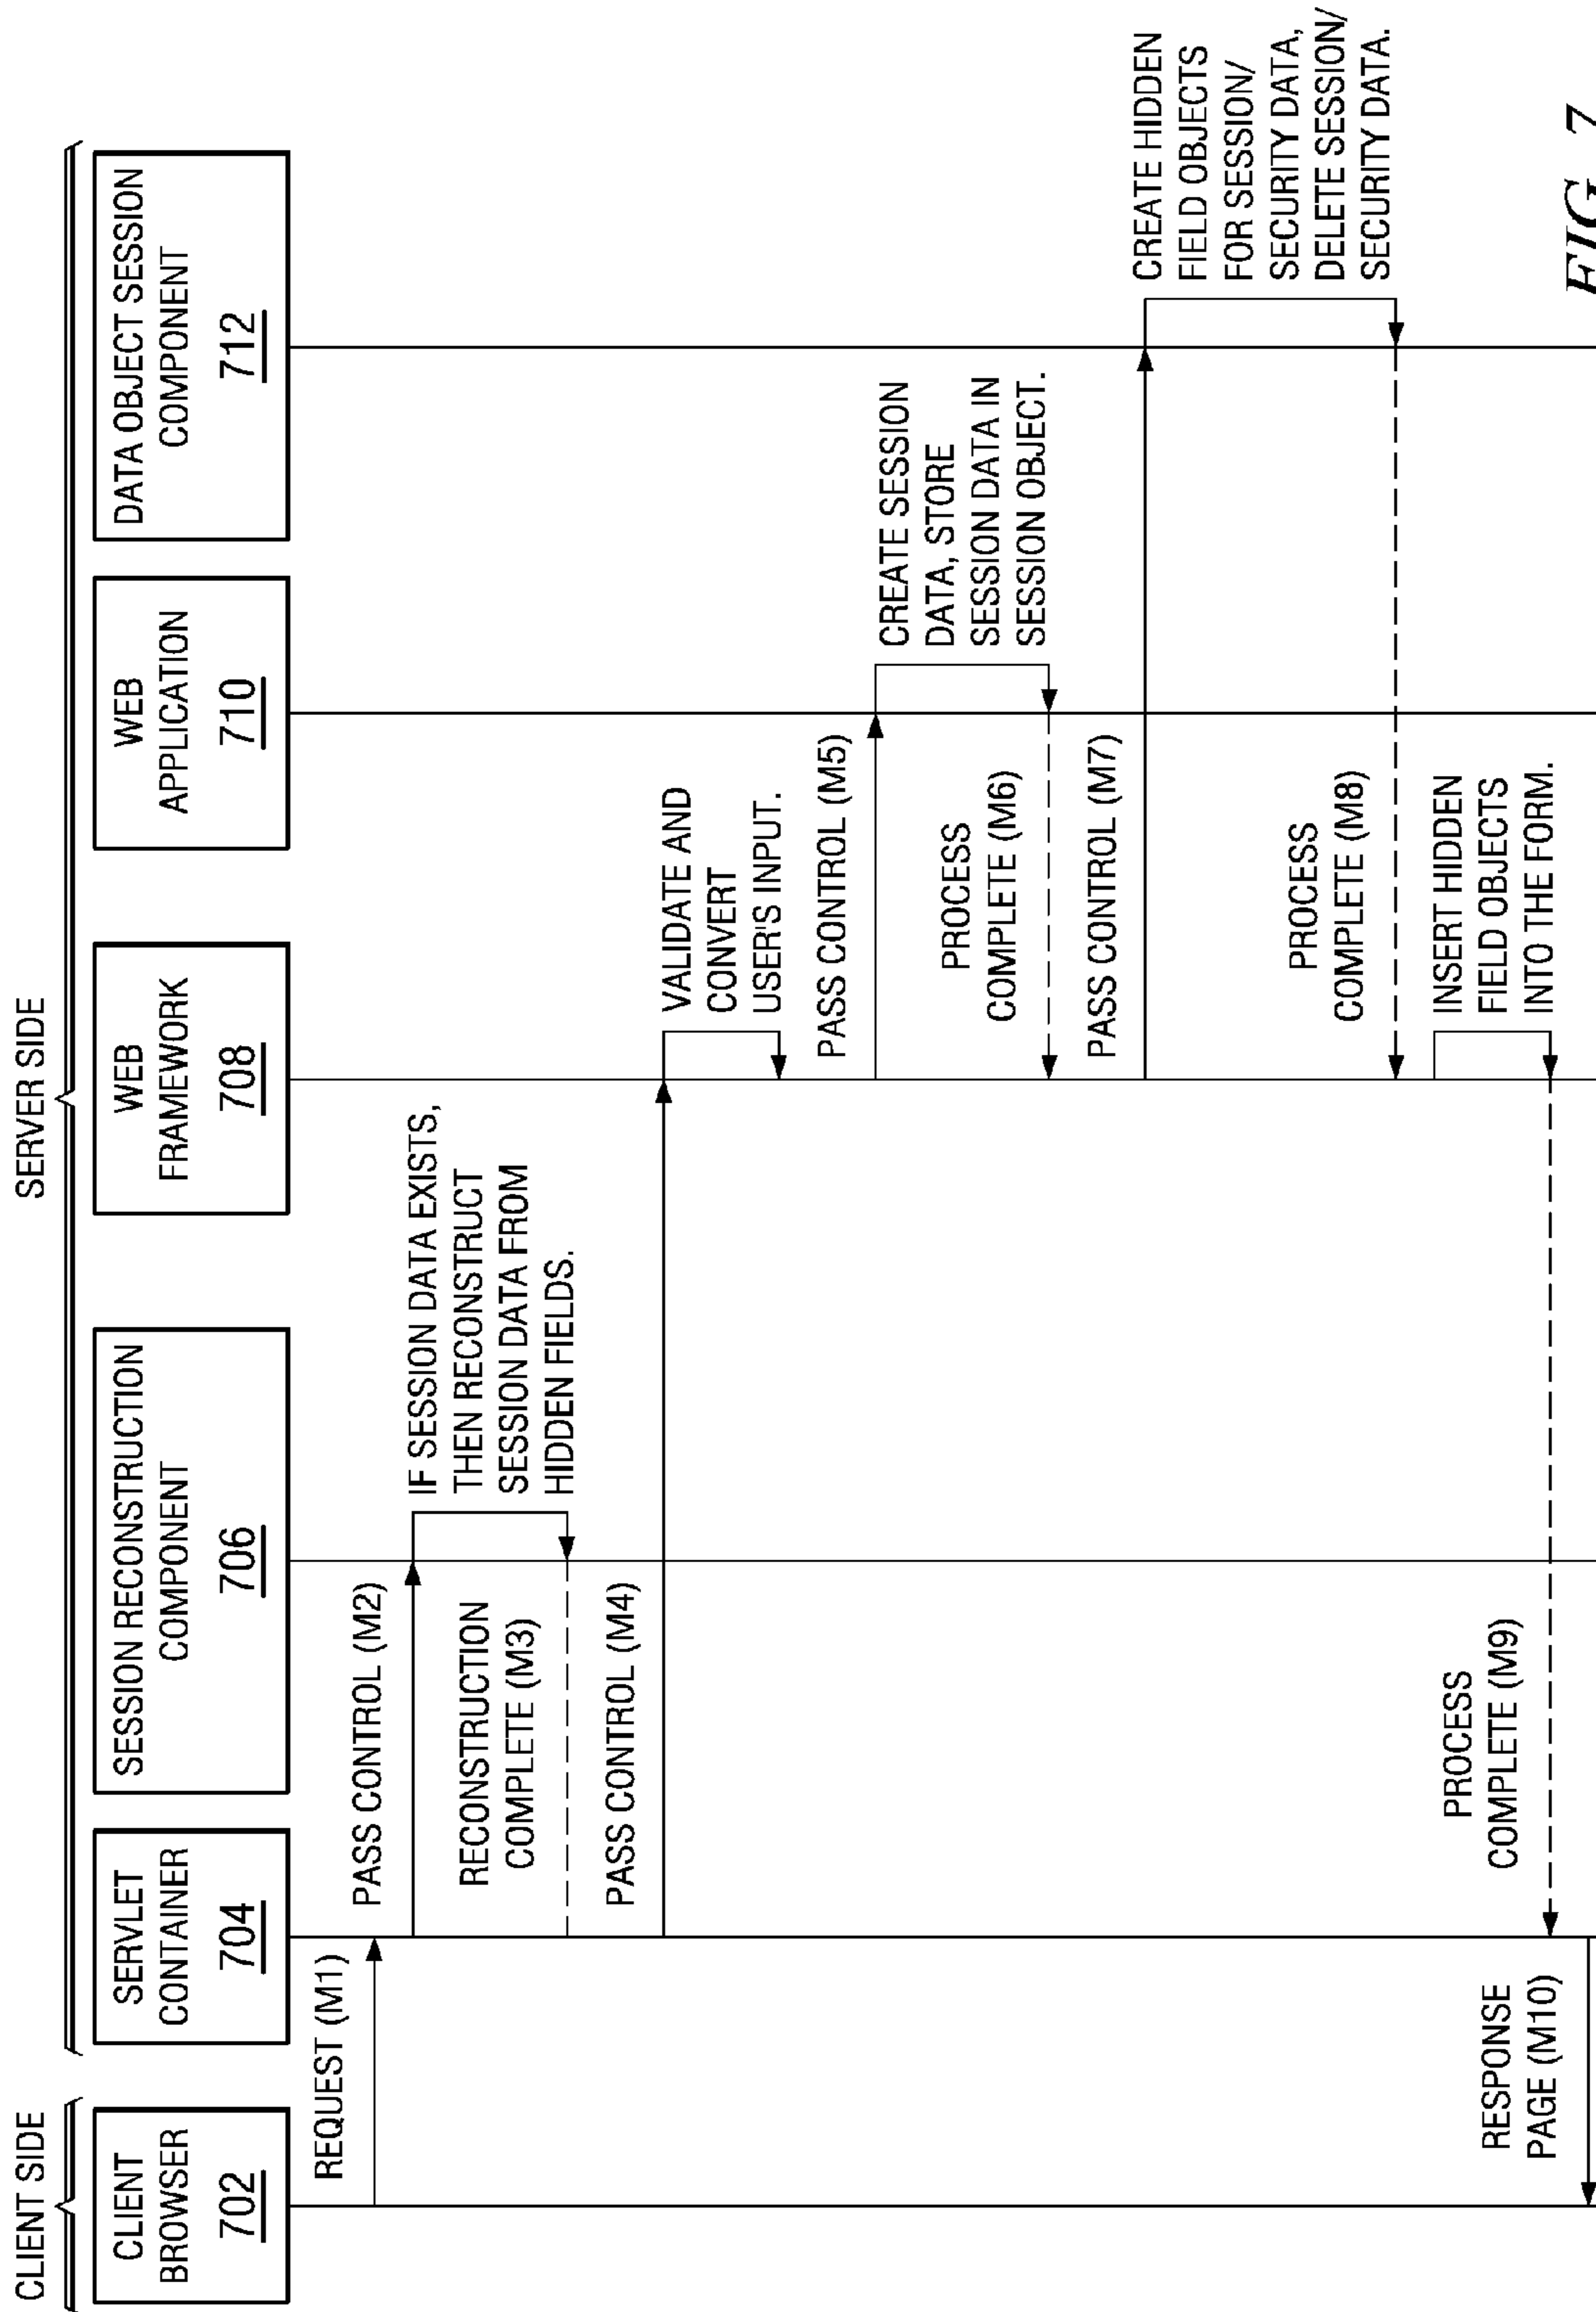 CLIENT SIDE
SERVER SIDE
CLIENT
BROWSER
702
SERVLET
CONTAINER
704
SESSION RECONSTRUCTION
COMPONENT
706
WEB
FRAMEWORK
708
WEB
APPLICATION
710
DATA OBJECT SESSION
COMPONENT
712
REQUEST (M1)
PASS CONTROL (M2)
IF SESSION DATA EXISTS,
THEN RECONSTRUCT
SESSION DATA FROM
HIDDEN FIELDS.
RECONSTRUCTION
COMPLETE (M3)
PASS CONTROL (M4)
VALIDATE AND
CONVERT
USER'S INPUT.
PASS CONTROL (M5)
CREATE SESSION
DATA, STORE
SESSION DATA IN
SESSION OBJECT.
PROCESS
COMPLETE (M6)
PASS CONTROL (M7)
CREATE HIDDEN
FIELD OBJECTS
FOR SESSION/
SECURITY DATA,
DELETE SESSION/
SECURITY DATA.
PROCESS
COMPLETE (M8)
INSERT HIDDEN
FIELD OBJECTS
INTO THE FORM.
PROCESS
COMPLETE (M9)
RESPONSE
PAGE (M10)
FIG. 7